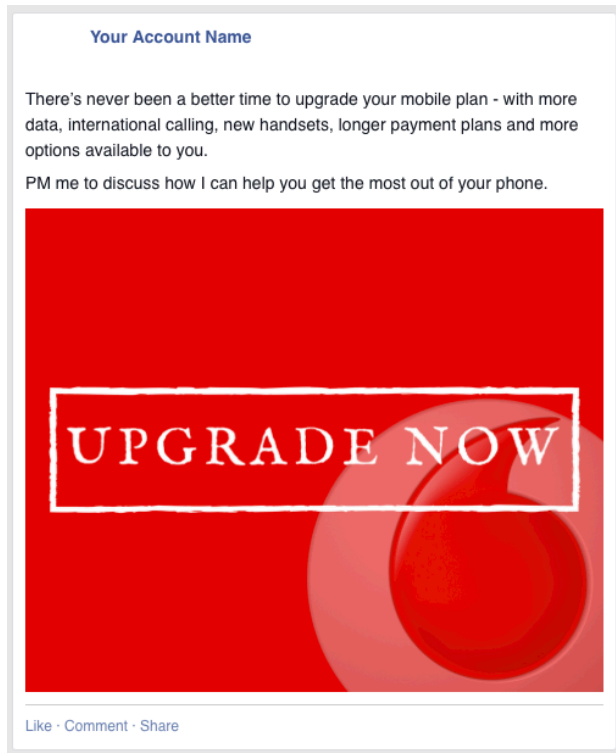 Your Account Name
There’s never been a better time to upgrade your mobile plan - with more
data, international calling, new handsets, longer payment plans and more
options available to you.
PM me to discuss how I can help you get the most out of your phone.
UPGRADE NOW
Like · Comment · Share